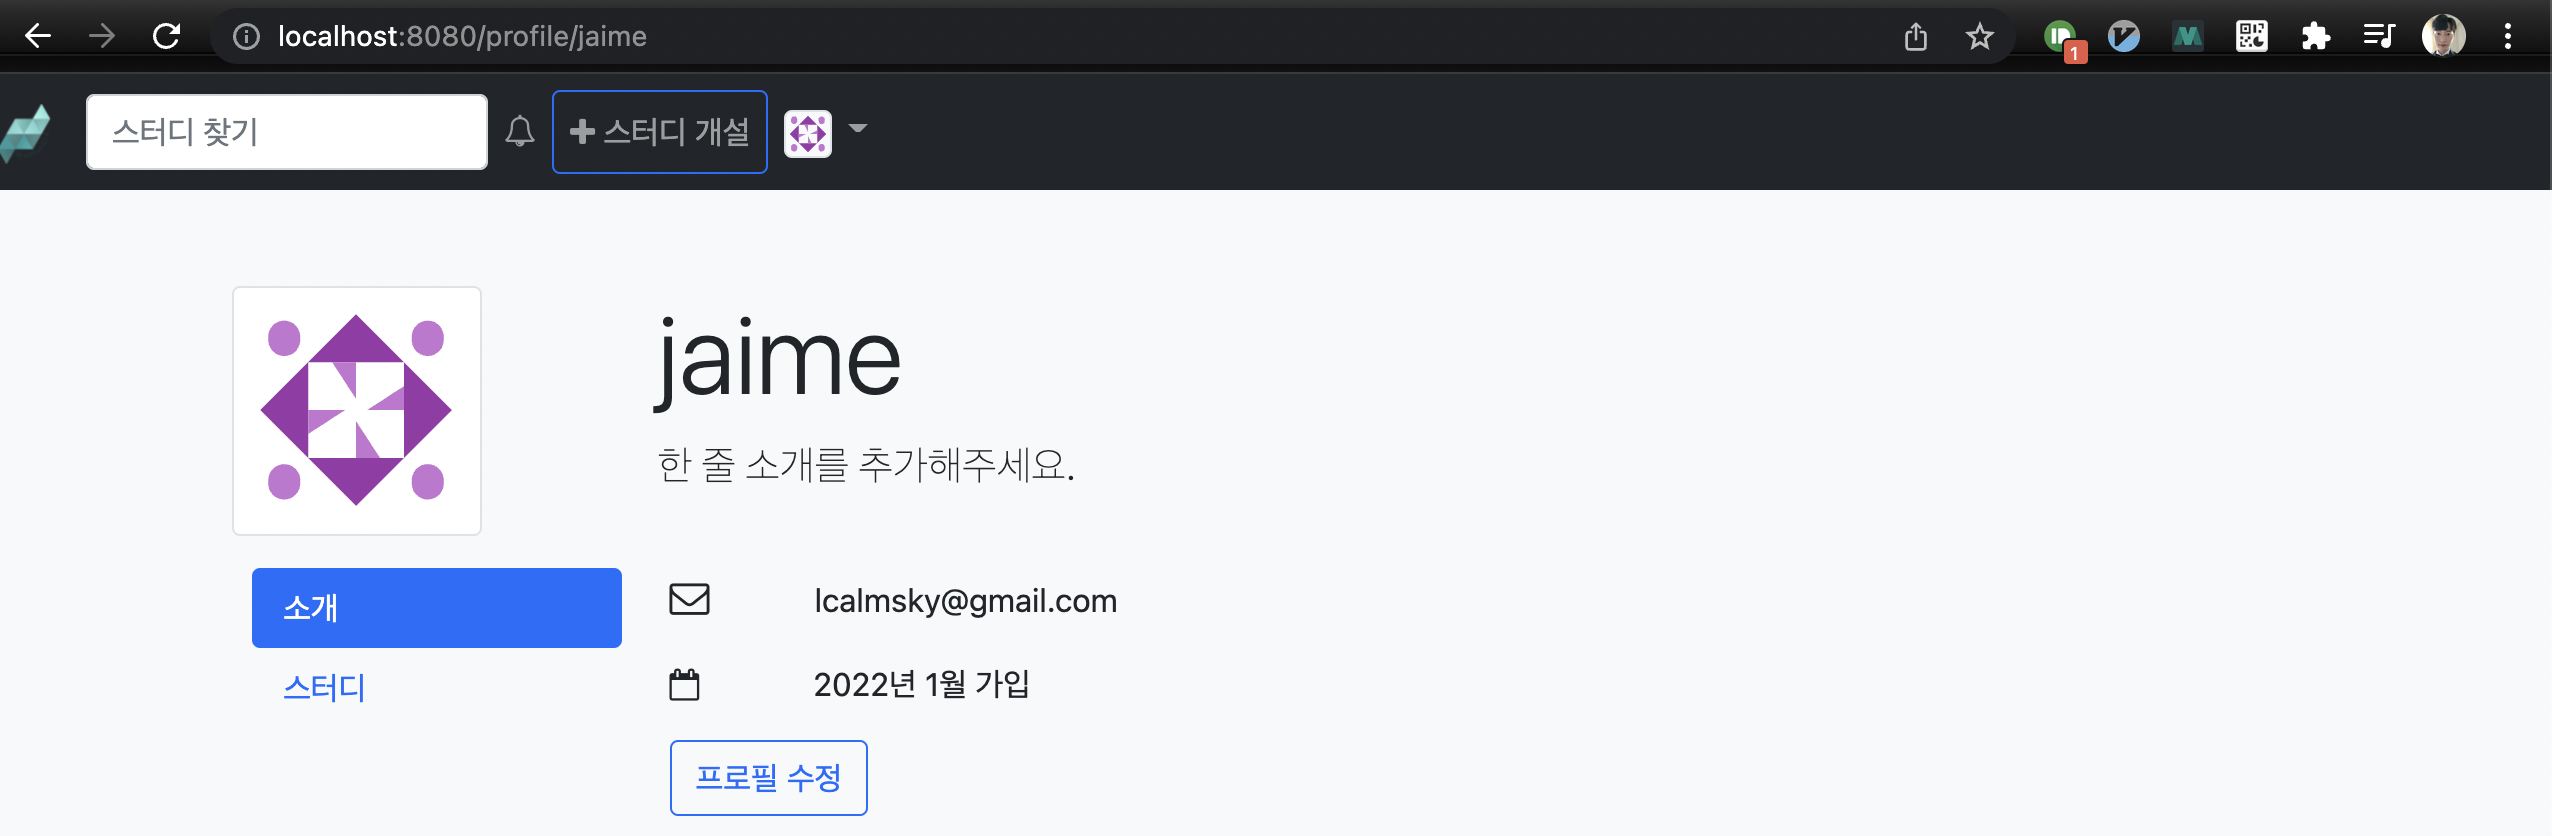 localhost:8080/profile/jaime
1
스터디 찾기
스터디 개설
jaime
한 줄 소개를 추가해주세요.
소개
lcalmsky@gmail.com
스터디
2022년 1월 가입
프로필 수정